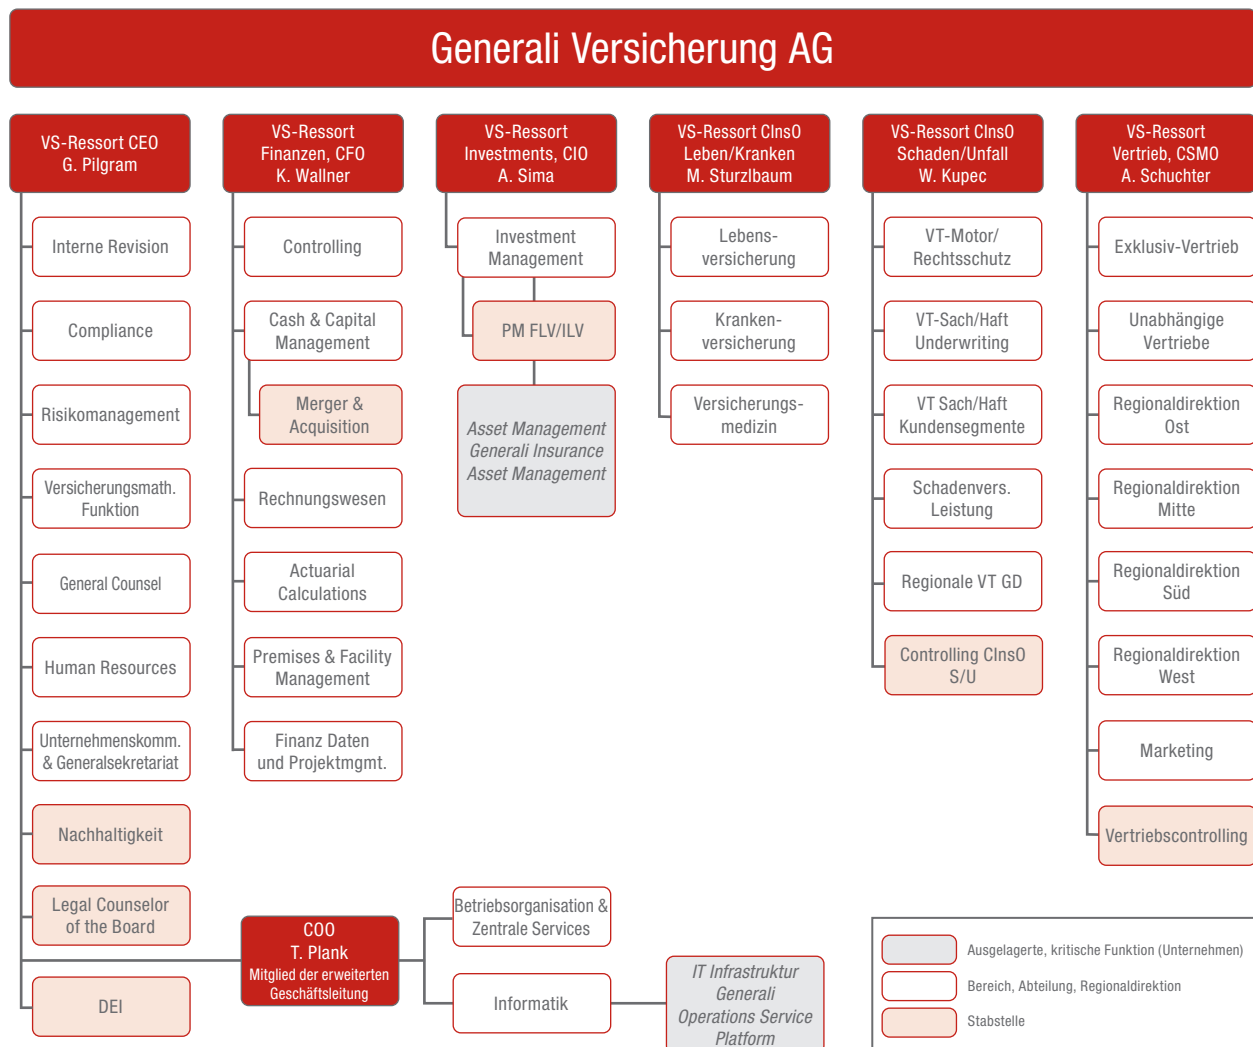 Generali Versicherung AG
VS-Ressort CEO
G. Pilgram
Interne Revision
Compliance
Risikomanagement
Versicherungsmath.
Funktion
General Counsel
Human Resources
Unternehmenskomm.
& Generalsekretariat
Nachhaltigkeit
Legal Counselor
of the Board
DEI
VS-Ressort
Finanzen, CFO
K. Wallner
Controlling
Cash & Capital
Management
Merger &
Acquisition
Rechnungswesen
Actuarial
Calculations
Premises & Facility
Management
Finanz Daten
und Projektmgmt.
VS-Ressort
Investments, CIO
A. Sima
Investment
Management
PM FLV/ILV
Asset Management
Generali Insurance
Asset Management
VS-Ressort CInsO
Leben/Kranken
M. Sturzlbaum
Lebens-
versicherung
Kranken-
versicherung
Versicherungs-
medizin
VS-Ressort CInsO
Schaden/Unfall
W. Kupec
VT-Motor/
Rechtsschutz
VT-Sach/Haft
Underwriting
VT Sach/Haft
Kundensegmente
Schadenvers.
Leistung
Regionale VT GD
Controlling CInsO
S/U
VS-Ressort
Vertrieb, CSMO
A. Schuchter
Exklusiv-Vertrieb
Unabhängige
Vertriebe
Regionaldirektion
Ost
Regionaldirektion
Mitte
Regionaldirektion
Süd
Regionaldirektion
West
Marketing
Vertriebscontrolling
COO
T. Plank
Mitglied der erweiterten
Geschäftsleitung
Betriebsorganisation &
Zentrale Services
Informatik
IT Infrastruktur
Generali
Operations Service
Platform
Ausgelagerte, kritische Funktion (Unternehmen)
Bereich, Abteilung, Regionaldirektion
Stabstelle